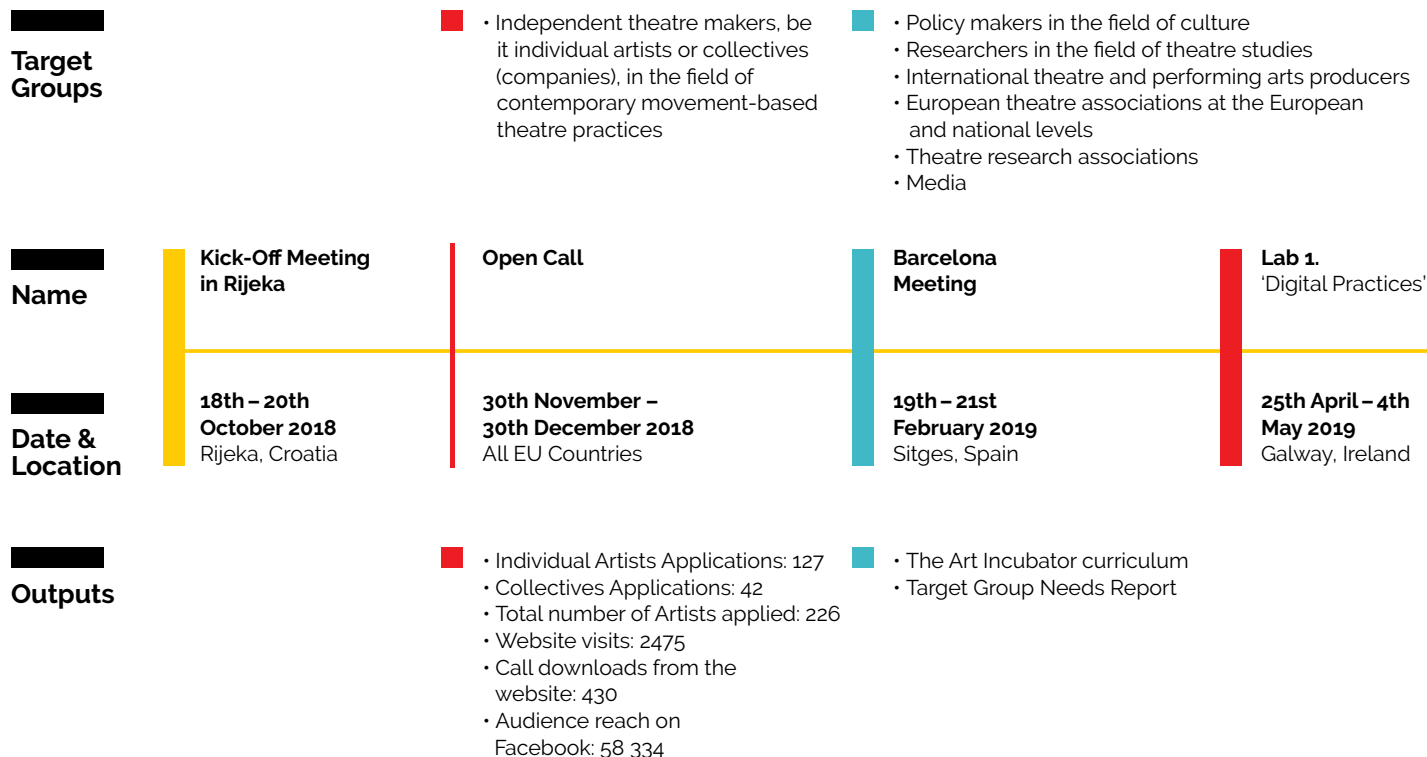 Target
Groups
• Independent theatre makers, be
it individual artists or collectives
(companies), in the field of
contemporary movement-based
theatre practices
• Policy makers in the field of culture
• Researchers in the field of theatre studies
• International theatre and performing arts producers
• European theatre associations at the European
and national levels
• Theatre research associations
• Media
Name
Kick-Off Meeting
in Rijeka
Open Call
Barcelona
Meeting
Lab 1.
‘Digital Practices’
Date &
Location
18th – 20th
October 2018
Rijeka, Croatia
30th November –
30th December 2018
All EU Countries
19th – 21st
February 2019
Sitges, Spain
25th April – 4th
May 2019
Galway, Ireland
Outputs
• Individual Artists Applications: 127
• Collectives Applications: 42
• Total number of Artists applied: 226
• Website visits: 2475
• Call downloads from the
website: 430
• Audience reach on
Facebook: 58 334
• The Art Incubator curriculum
• Target Group Needs Report